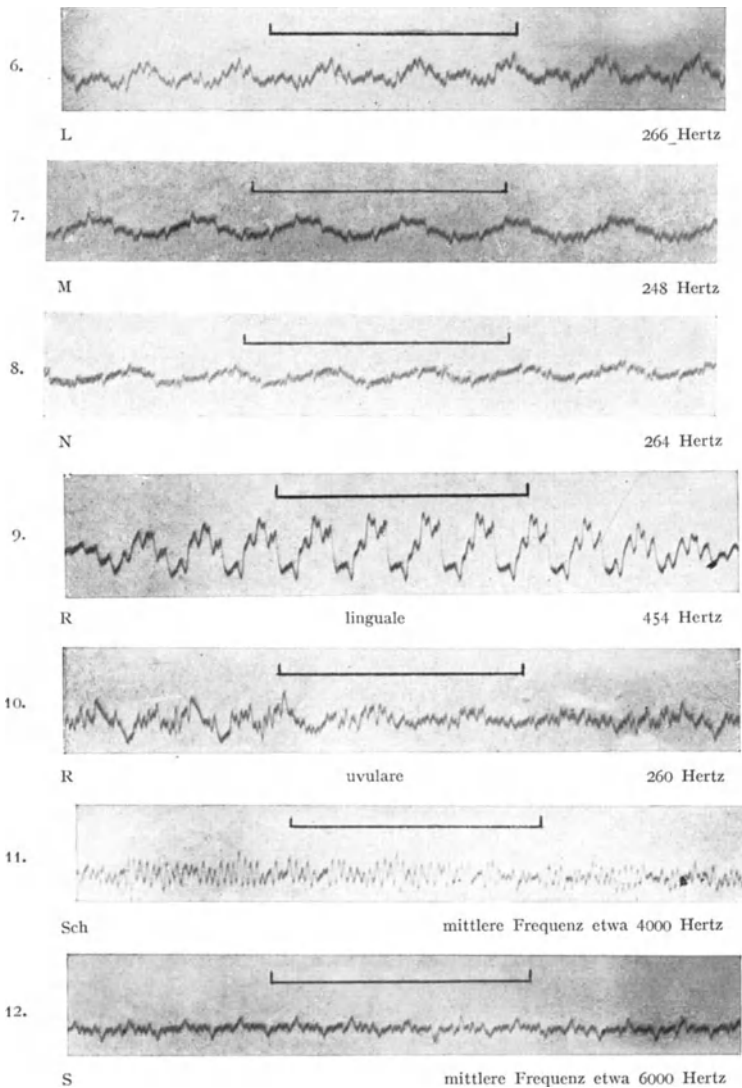 6.
L 266 Hertz
7.
M 248 Hertz
8.
N 264 Hertz
9.
R linguale 454 Hertz
10.
R uvulare 260 Hertz
11.
Sch mittlere Frequenz etwa 4000 Hertz
12.
S mittlere Frequenz etwa 6000 Hertz